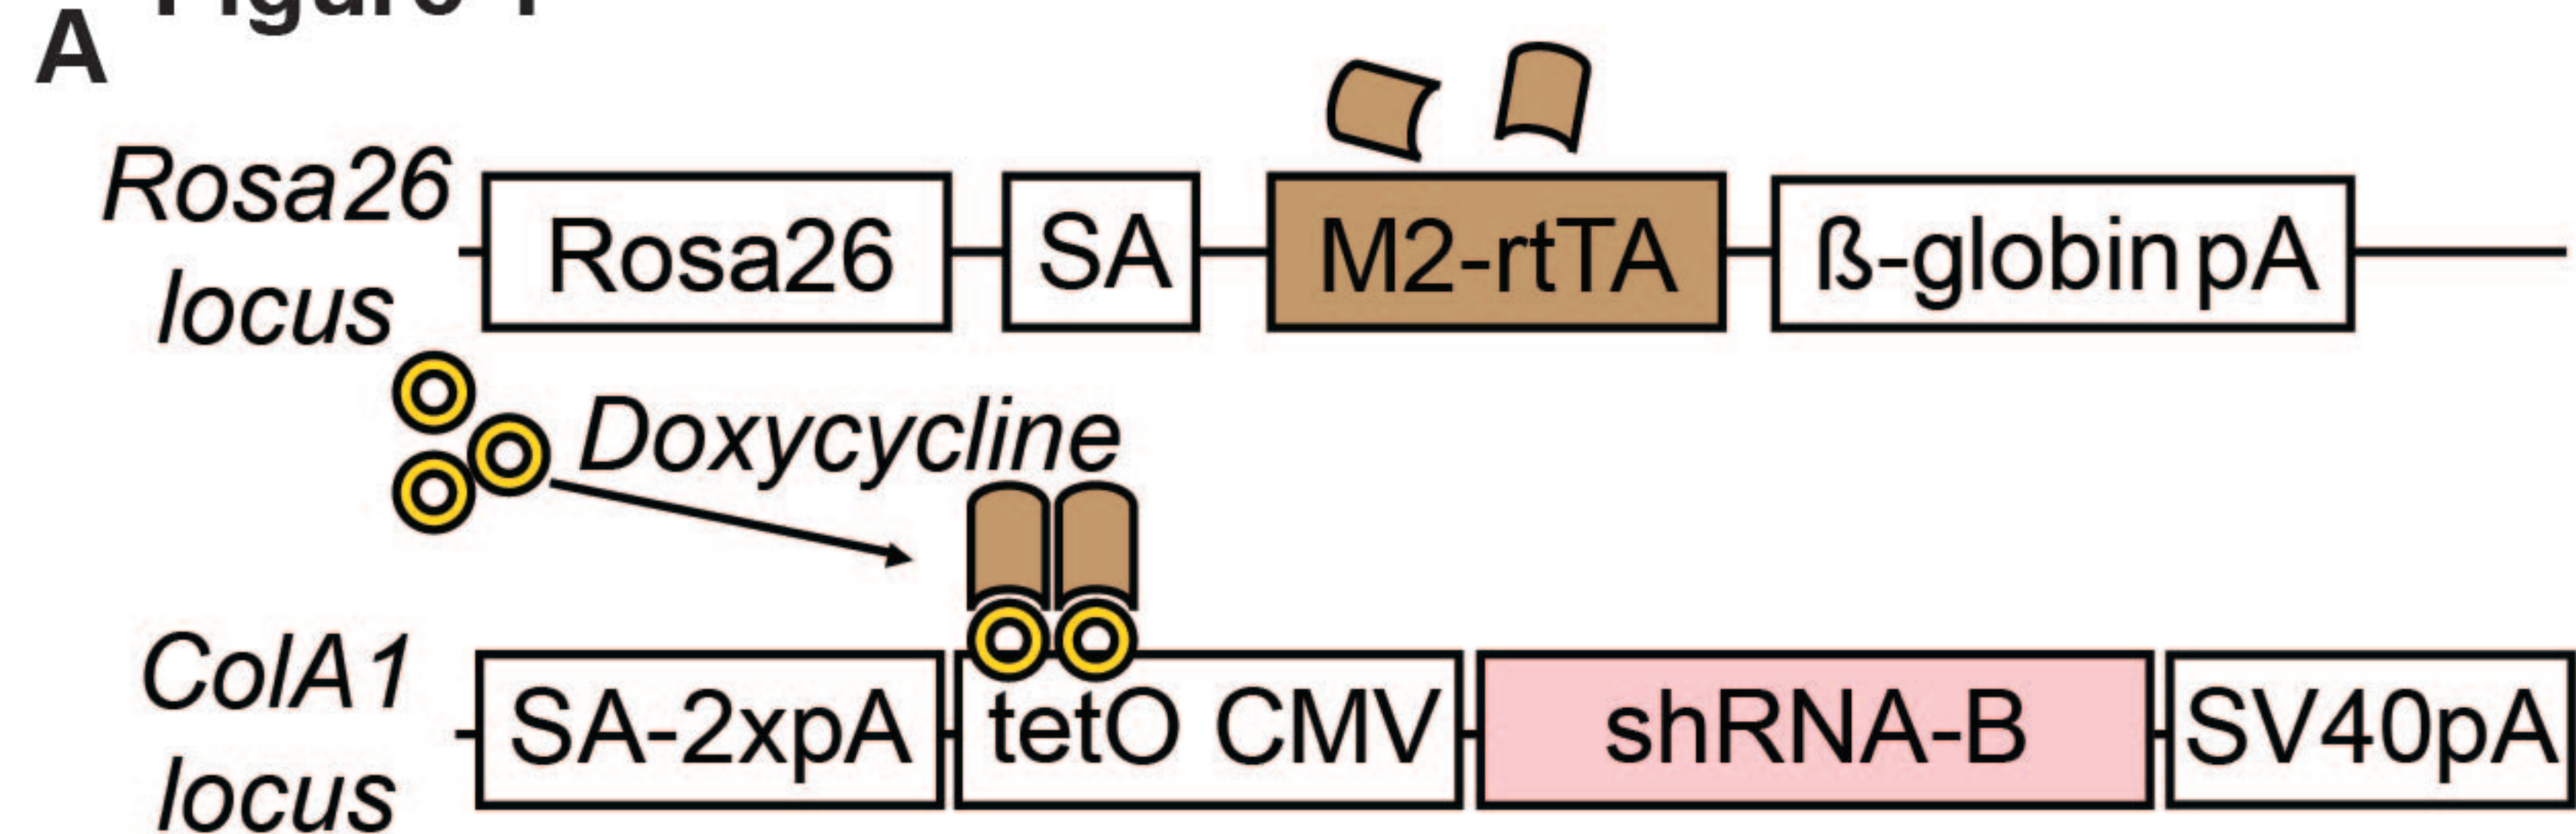 A
Rosa26
locus
Rosa26 SA M2-rtTA ß-globin pA
Doxycycline
ColA1
locus
SA-2xpA tetO CMV shRNA-B SV40pA